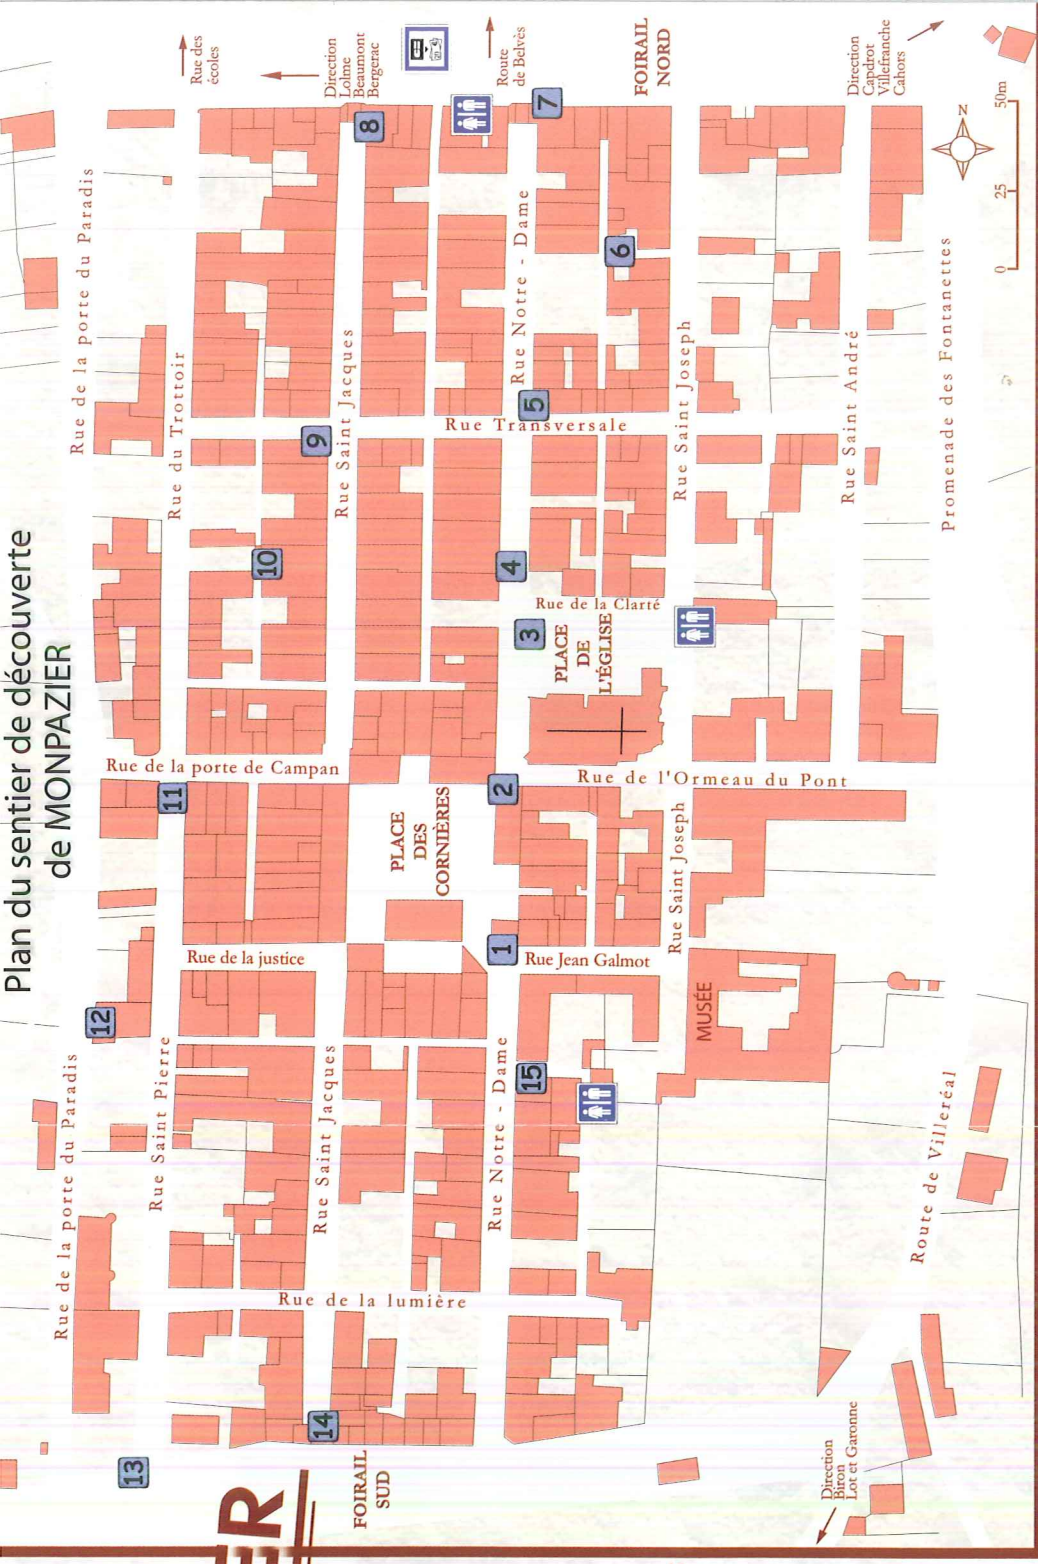 Plan du sentier de découverte
de MONPAZIER
Rue des
écoles
Direction
Lolme
Beaumont
Bergerac
Route
de Belvès
FOIRAIL
NORD
Direction
Capdrot
Villefranche
Cahors
N
0
25
50m
Rue de la porte du Paradis
Rue du Trottoir
Rue Saint Jacques
Rue Notre - Dame
Rue Saint Joseph
Rue Saint André
Promenade des Fontanettes
Rue Transversale
Rue de la Clarté
PLACE
DE
L'ÉGLISE
Rue de la porte de Campan
Rue de l'Ormeau du Pont
PLACE
DES
CORNIÈRES
Rue Saint Joseph
Rue de la justice
Rue Jean Galmot
MUSÉE
Rue de la porte du Paradis
Rue Saint Pierre
Rue Saint Jacques
Rue Notre - Dame
Route de Villeréal
Rue de la lumière
FOIRAIL
SUD
Direction
Biron
Lot et Garonne
ER
1
2
3
4
5
6
7
8
9
10
11
12
13
14
15